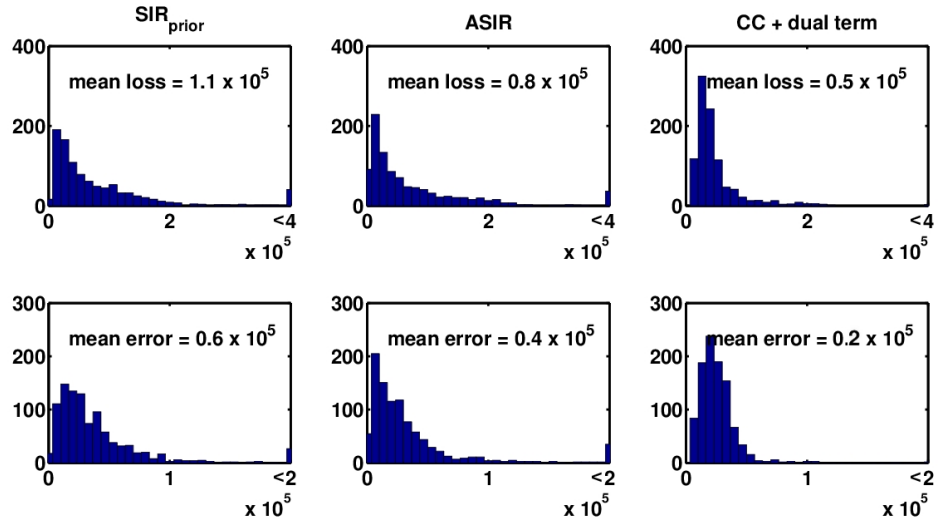 SIR_prior ASIR CC + dual term
400 400 400
mean loss = 1.1 x 10^5 mean loss = 0.8 x 10^5 mean loss = 0.5 x 10^5
200 200 200
0 0 0
0 2 <4 0 2 <4 0 2 <4
x 10^5 x 10^5 x 10^5
300 300 300
mean error = 0.6 x 10^5 mean error = 0.4 x 10^5 mean error = 0.2 x 10^5
200 200 200
100 100 100
0 0 0
0 1 <2 0 1 <2 0 1 <2
x 10^5 x 10^5 x 10^5